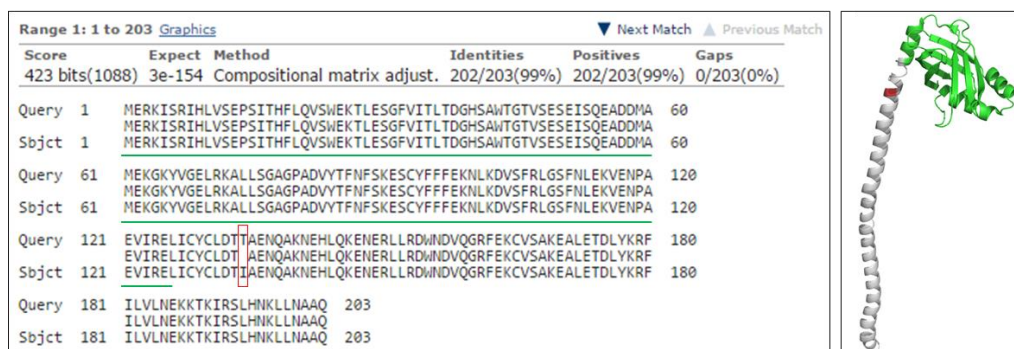 Range 1: 1 to 203 Graphics ▼ Next Match ▲ Previous Match
Score Expect Method Identities Positives Gaps
423 bits(1088) 3e-154 Compositional matrix adjust. 202/203(99%) 202/203(99%) 0/203(0%)
Query 1 MERKISRIHLVSEPSITHFLQVSWEKTLESGFVITLTDGHSAWTGTVSESEISQEADDMA 60
MERKISRIHLVSEPSITHFLQVSWEKTLESGFVITLTDGHSAWTGTVSESEISQEADDMA
Sbjct 1 MERKISRIHLVSEPSITHFLQVSWEKTLESGFVITLTDGHSAWTGTVSESEISQEADDMA 60
Query 61 MEKGKYVGELRKALLSGAGPADVYTFNFSKESCYFFFEKNLKDVSFRLGSFNLEKVENPA 120
MEKGKYVGELRKALLSGAGPADVYTFNFSKESCYFFFEKNLKDVSFRLGSFNLEKVENPA
Sbjct 61 MEKGKYVGELRKALLSGAGPADVYTFNFSKESCYFFFEKNLKDVSFRLGSFNLEKVENPA 120
Query 121 EVIRELICYCLDTTAENQAKNEHLQKENERLLRDWNDVQGRFEKCVSAKEALETDLYKRF 180
EVIRELICYCLDT AENQAKNEHLQKENERLLRDWNDVQGRFEKCVSAKEALETDLYKRF
Sbjct 121 EVIRELICYCLDTIAENQAKNEHLQKENERLLRDWNDVQGRFEKCVSAKEALETDLYKRF 180
Query 181 ILVLNEKKTKIRSLHNKLLNAAQ 203
ILVLNEKKTKIRSLHNKLLNAAQ
Sbjct 181 ILVLNEKKTKIRSLHNKLLNAAQ 203